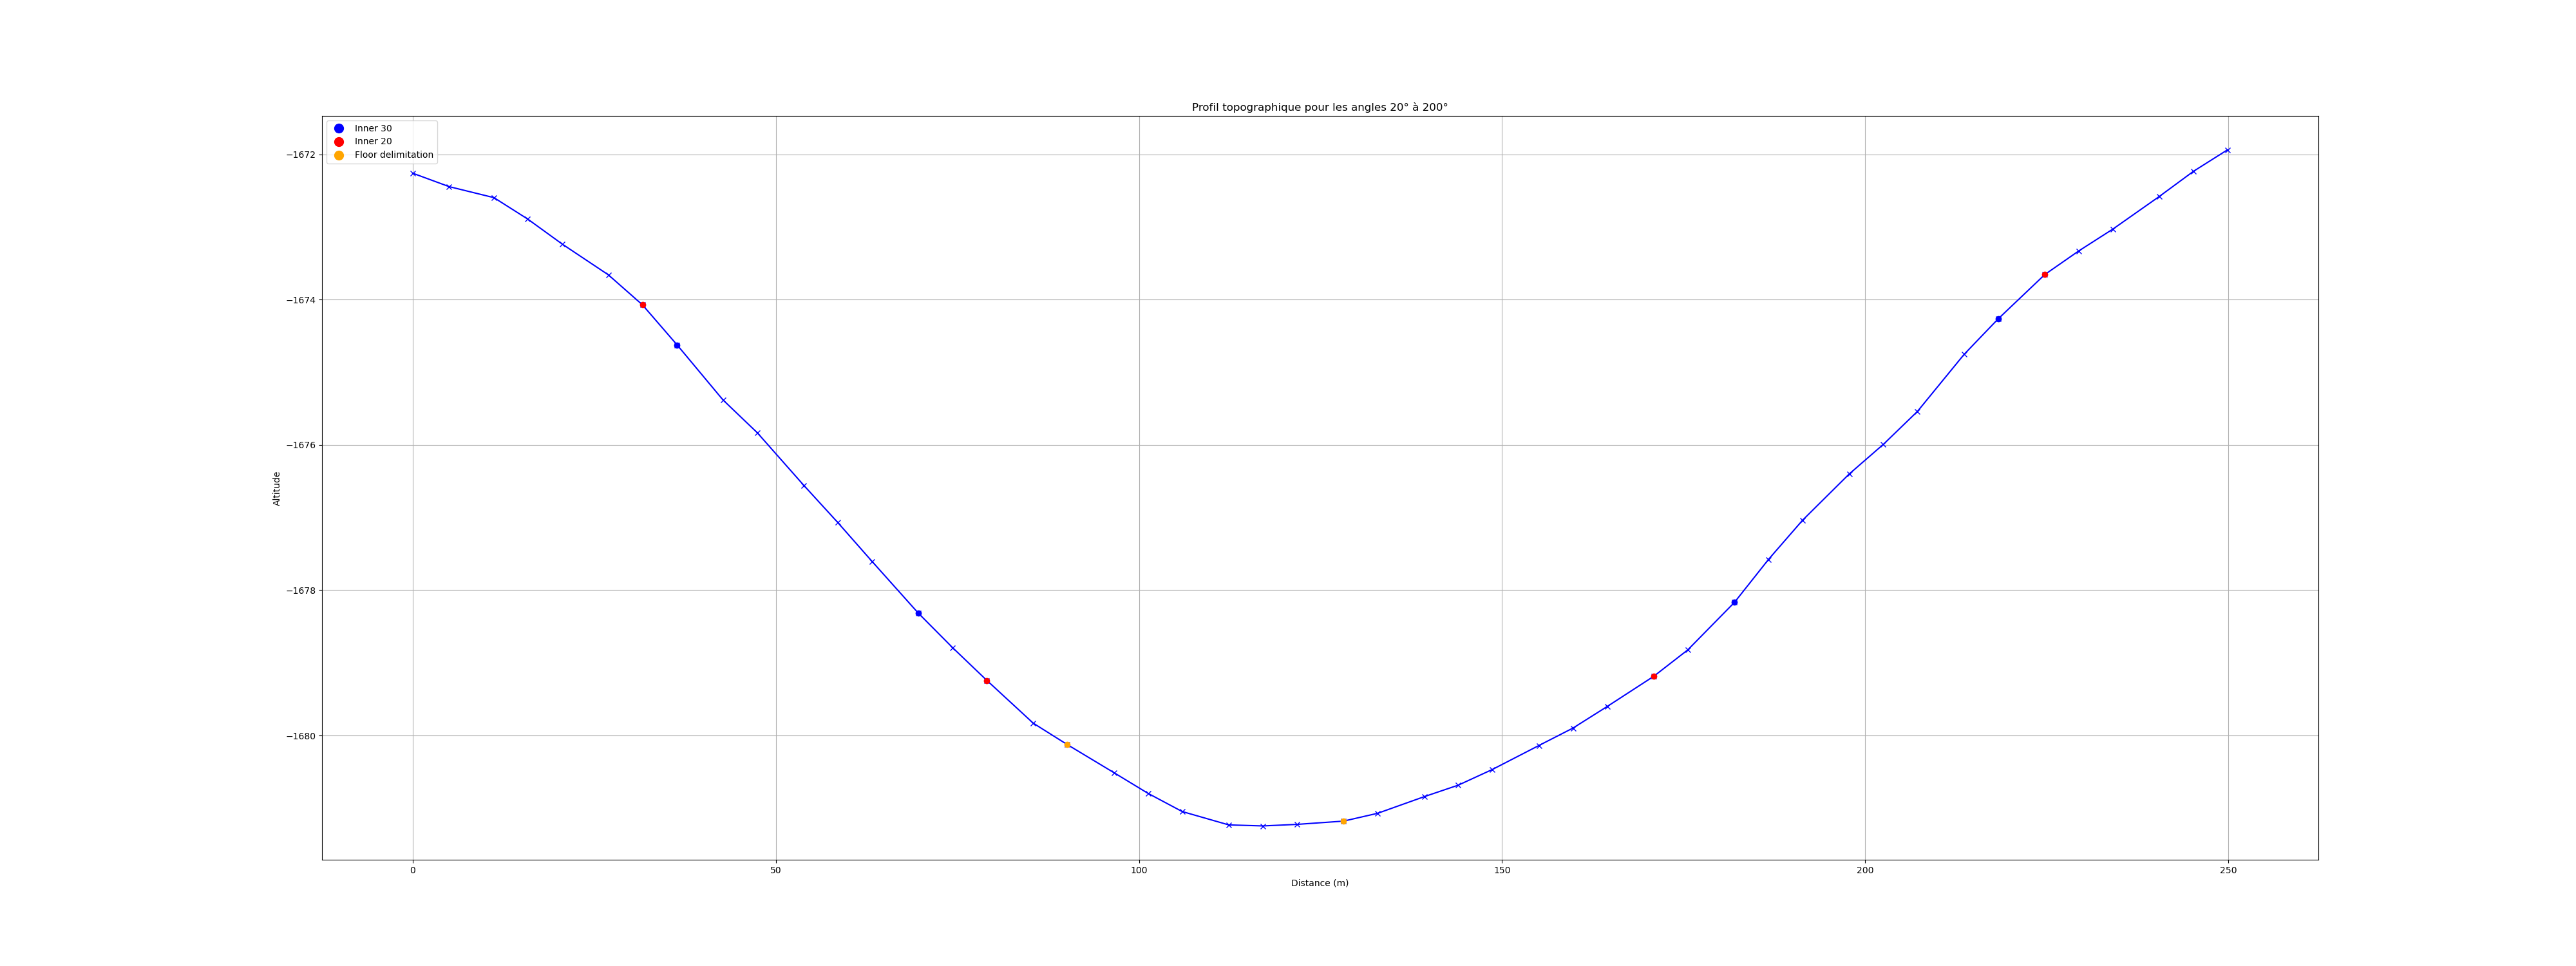 Profil topographique pour les angles 20° à 200°
Inner 30
Inner 20
Floor delimitation
−1672
−1674
−1676
−1678
−1680
Altitude
0 50 100 150 200 250
Distance (m)